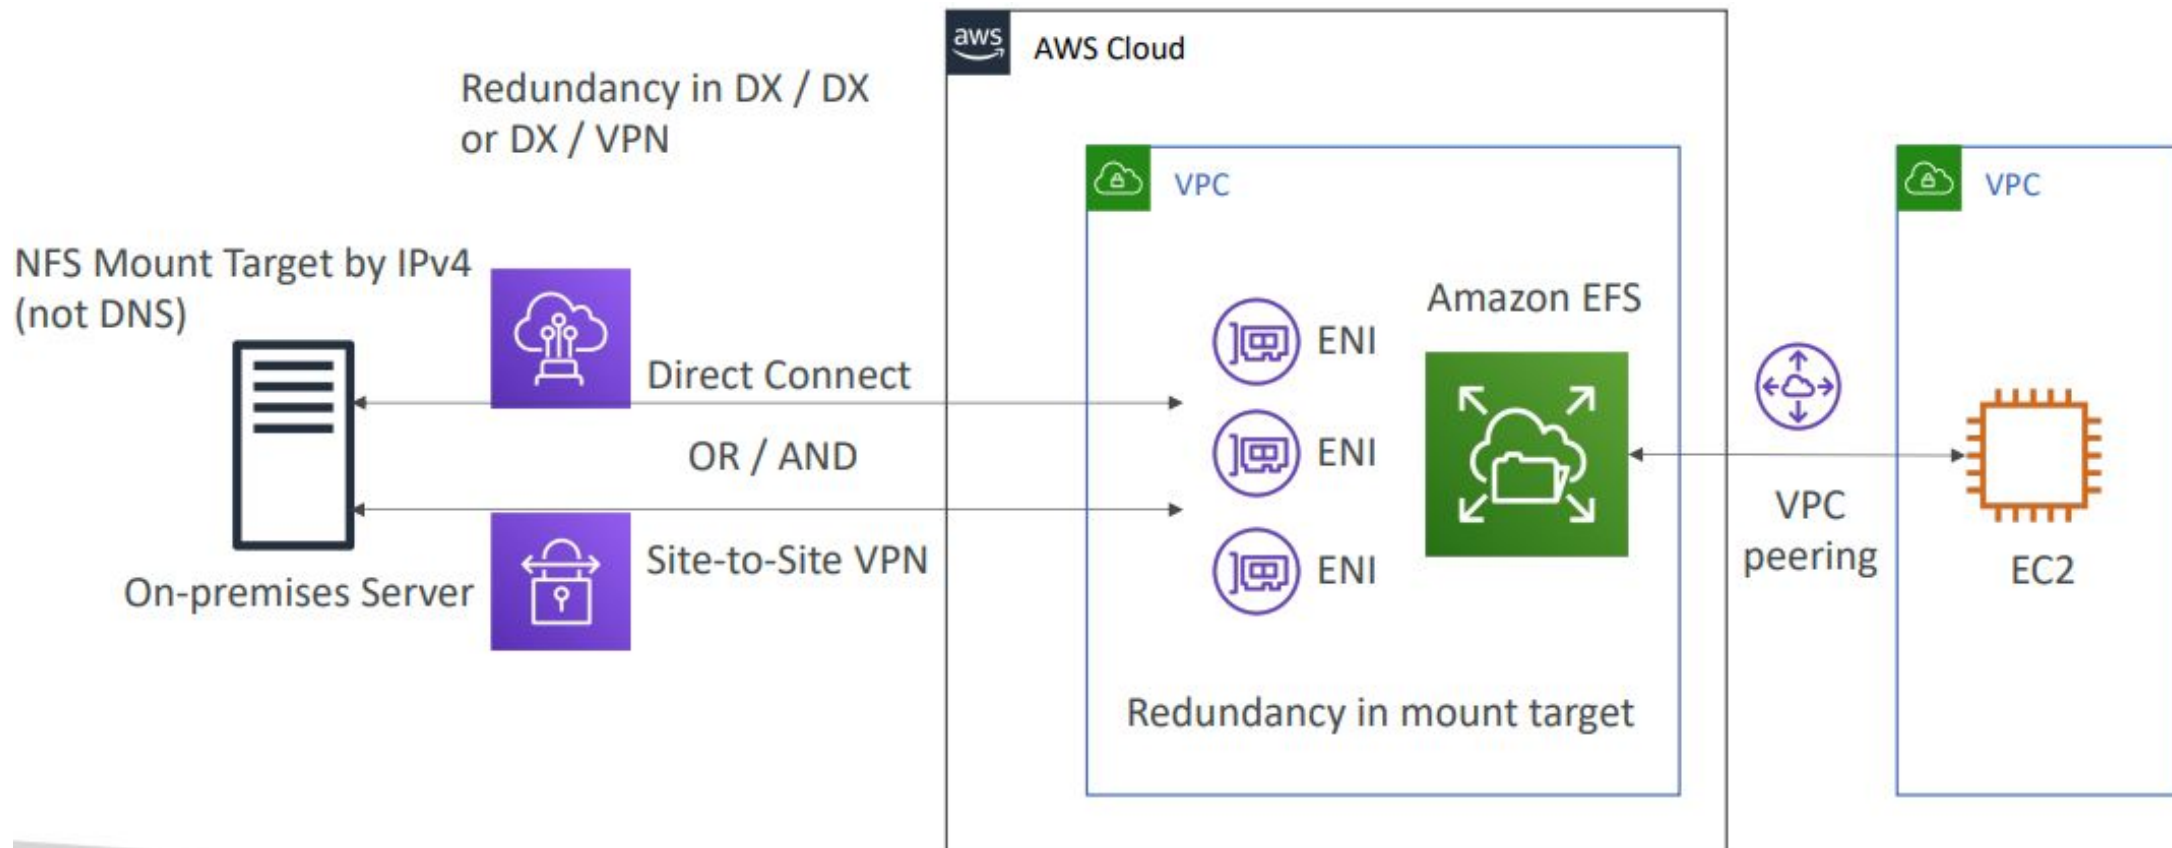 aws
AWS Cloud
Redundancy in DX / DX
or DX / VPN
VPC
VPC
NFS Mount Target by IPv4
(not DNS)
Amazon EFS
ENI
Direct Connect
OR / AND
ENI
VPC
peering
Site-to-Site VPN
ENI
EC2
On-premises Server
Redundancy in mount target